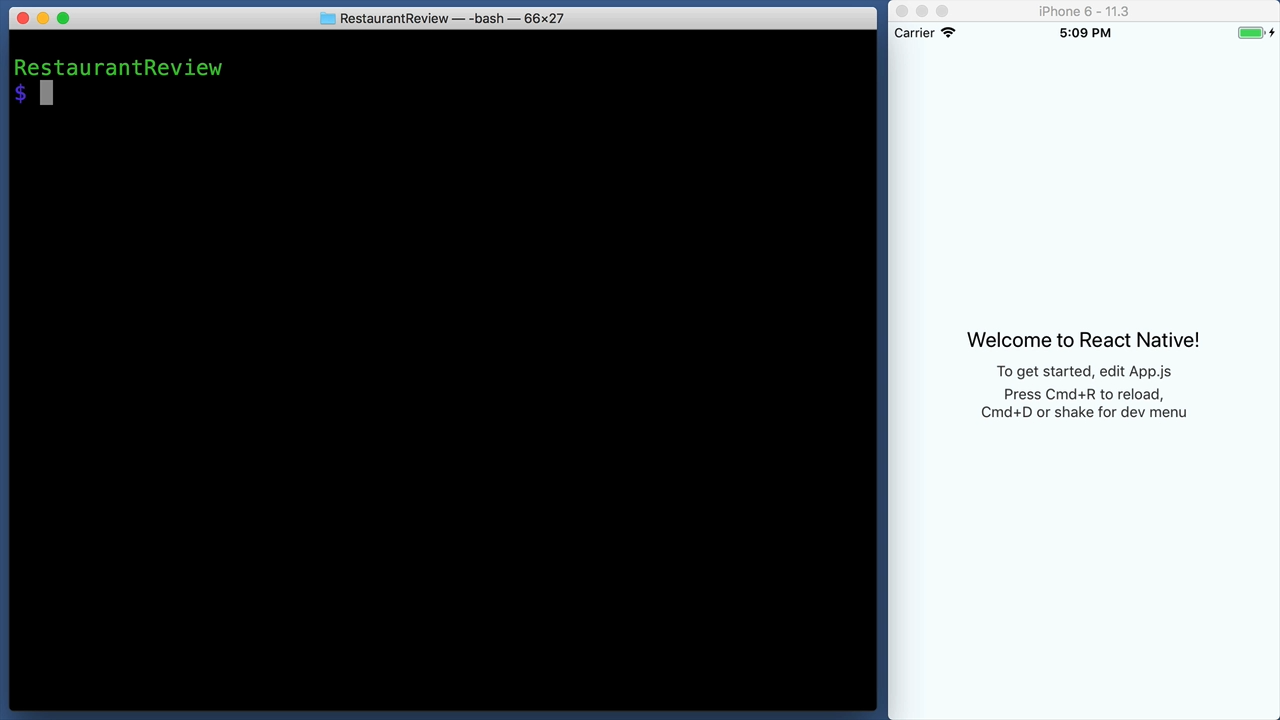 RestaurantReview — -bash — 66×27
RestaurantReview
$
iPhone 6 - 11.3
Carrier
5:09 PM
Welcome to React Native!
To get started, edit App.js
Press Cmd+R to reload,
Cmd+D or shake for dev menu